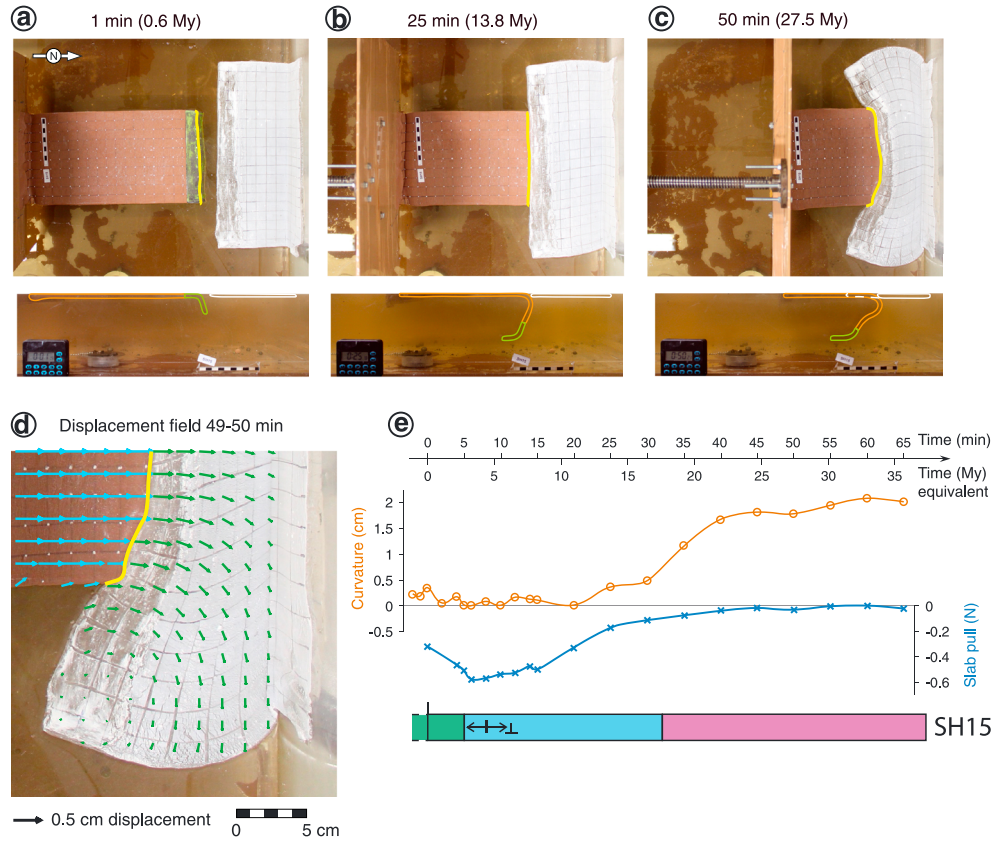 a 1 min (0.6 My)
b 25 min (13.8 My)
c 50 min (27.5 My)
N
d Displacement field 49-50 min
0.5 cm displacement
0 5 cm
e
0 5 10 15 20 25 30 40 45 50 55 60 65 Time (min)
0 5 10 15 20 25 30 35 Time (My)
equivalent
Curvature (cm)
2
1
0.5
0
-0.5
0
-0.2
-0.4
-0.6
Slab pull (N)
SH15